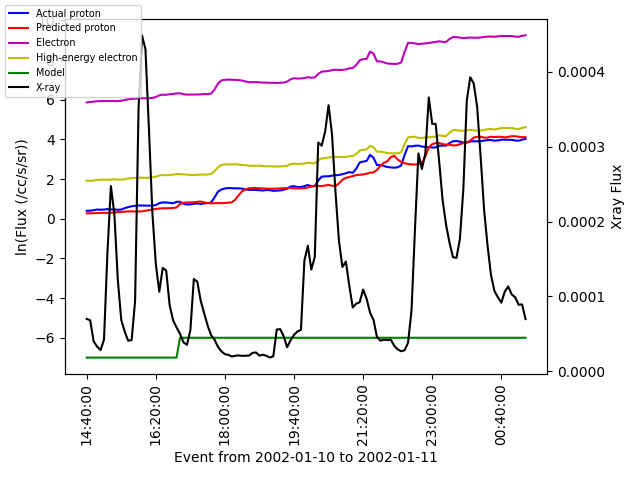 Actual proton
Predicted proton
Electron
High-energy electron
Model
X-ray
6
4
2
0
−2
−4
−6
ln(Flux (/cc/s/sr))
0.0004
0.0003
0.0002
0.0001
0.0000
Xray Flux
14:40:00
16:20:00
18:00:00
19:40:00
21:20:00
23:00:00
00:40:00
Event from 2002-01-10 to 2002-01-11